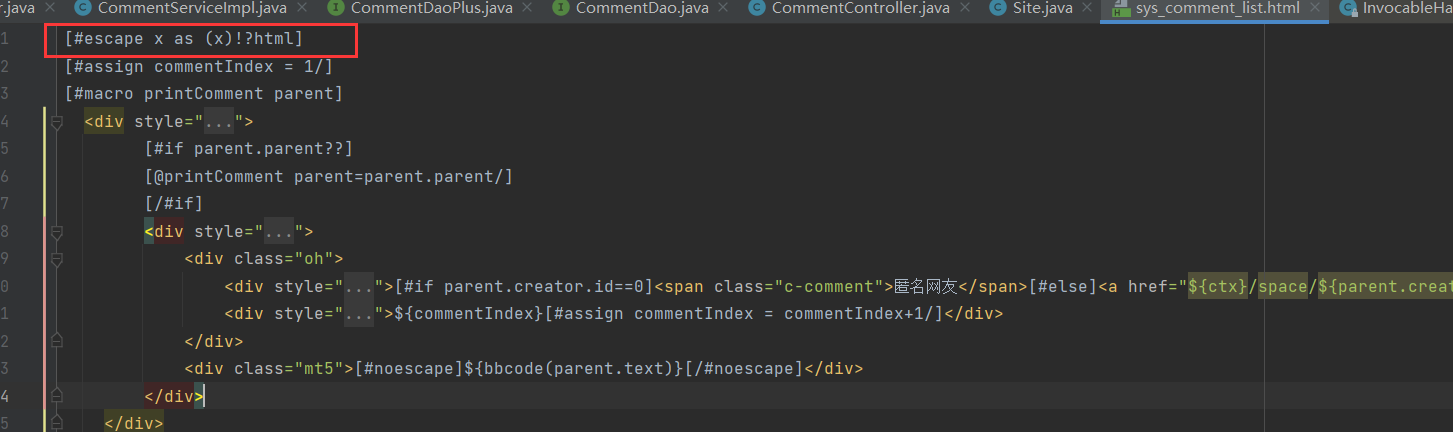 r.java CommentServiceImpl.java CommentDaoPlus.java CommentDao.java CommentController.java Site.java sys_comment_list.html InvocableHa
1 [#escape x as (x)!?html]
2 [#assign commentIndex = 1/]
3 [#macro printComment parent]
4 <div style="...">
5 [#if parent.parent??]
6 [@printComment parent=parent.parent/]
7 [/#if]
8 <div style="...">
9 <div class="oh">
0 <div style="...">[#if parent.creator.id==0]<span class="c-comment">匿名网友</span>[#else]<a href="${ctx}/space/${parent.creat
1 <div style="...">${commentIndex}[#assign commentIndex = commentIndex+1/]</div>
2 </div>
3 <div class="mt5">[#noescape]${bbcode(parent.text)}[/#noescape]</div>
4 </div>
5 </div>